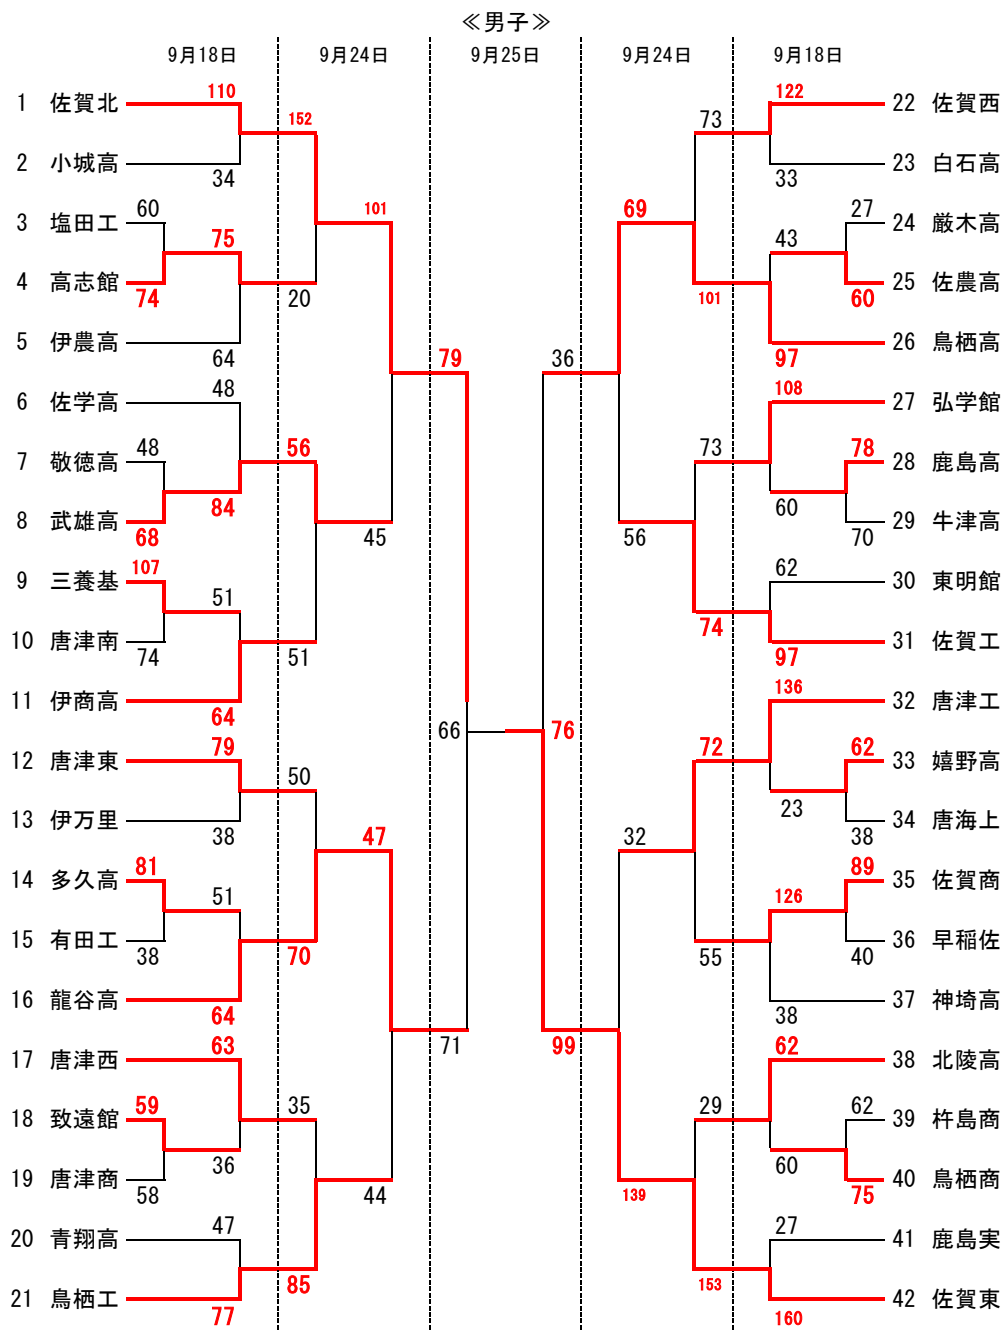 ≪男子≫
9月18日 9月24日 9月25日 9月24日 9月18日
110 122
1 佐賀北 22 佐賀西
152 73
2 小城高 23 白石高
34 33
60 27
3 塩田工 101 69 24 厳木高
75 43
4 高志館 25 佐農高
74 20 101 60
5 伊農高 26 鳥栖高
64 79 36 97
48 108
6 佐学高 27 弘学館
48 56 73 78
7 敬徳高 28 鹿島高
84 60
8 武雄高 29 牛津高
68 45 56 70
107 62
9 三養基 30 東明館
51
10 唐津南 31 佐賀工
74 51 74 97
136
11 伊商高 32 唐津工
64
66 76
79 72 62
12 唐津東 33 嬉野高
50
13 伊万里 34 唐海上
38 47 32 23 38
81 89
14 多久高 35 佐賀商
51 126
15 有田工 36 早稲佐
38 70 55 40
16 龍谷高 37 神埼高
64 38
63 71 99 62
17 唐津西 38 北陵高
59 35 29 62
18 致遠館 39 杵島商
36 60
19 唐津商 40 鳥栖商
58 44 139 75
47 27
20 青翔高 41 鹿島実
85 153
21 鳥栖工 42 佐賀東
77 160